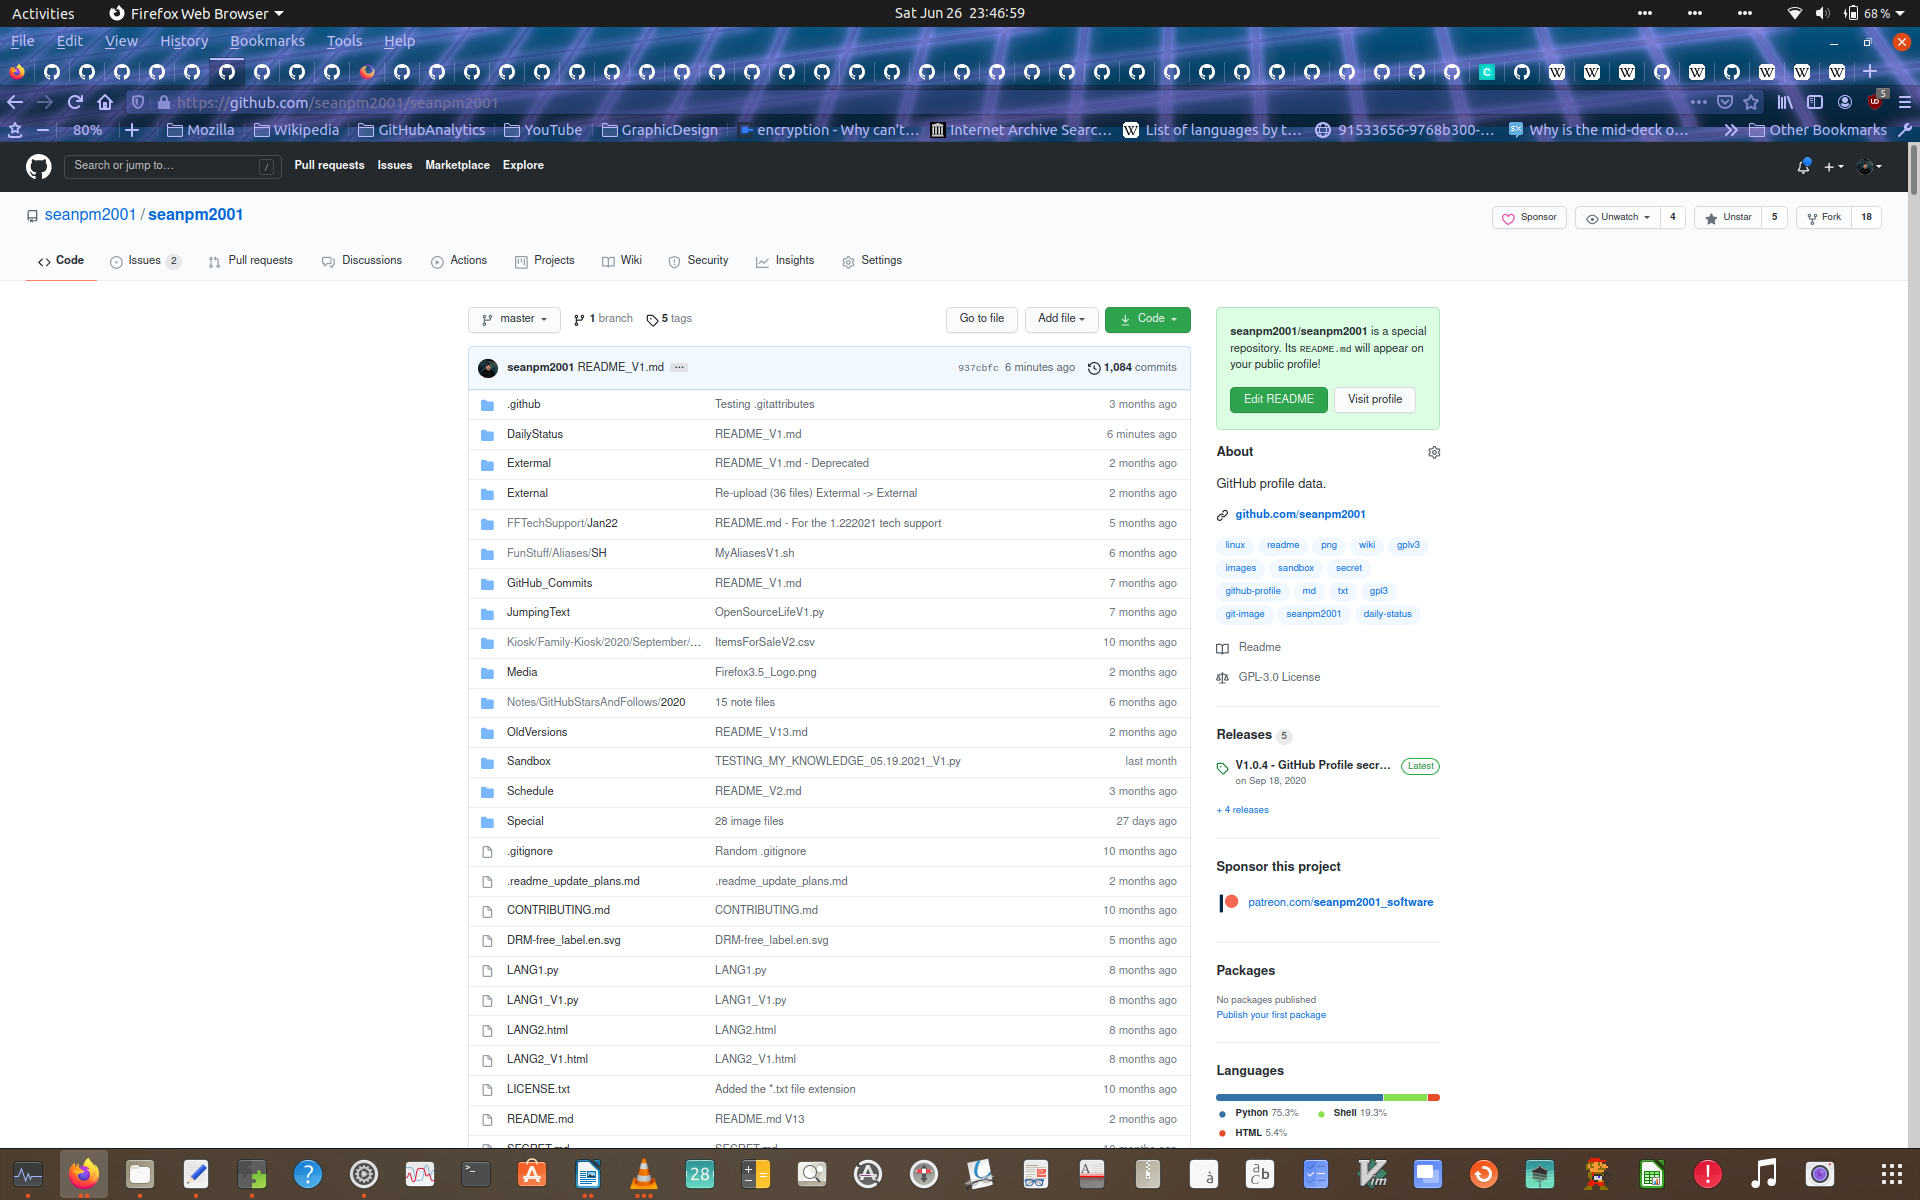 Activities Firefox Web Browser Sat Jun 26 23:46:59 68 %
File Edit View History Bookmarks Tools Help
https://github.com/seanpm2001/seanpm2001 5
80% Mozilla Wikipedia GitHubAnalytics YouTube GraphicDesign encryption - Why can't… Internet Archive Searc… List of languages by t… 91533656-9768b300-… Why is the mid-deck o… Other Bookmarks
Search or jump to… / Pull requests Issues Marketplace Explore
seanpm2001 / seanpm2001 Sponsor Unwatch 4 Unstar 5 Fork 18
Code Issues 2 Pull requests Discussions Actions Projects Wiki Security Insights Settings
master 1 branch 5 tags Go to file Add file Code
seanpm2001 README_V1.md ··· 937cbfc 6 minutes ago 1,084 commits
.github Testing .gitattributes 3 months ago
DailyStatus README_V1.md 6 minutes ago
Extermal README_V1.md - Deprecated 2 months ago
External Re-upload (36 files) Extermal -> External 2 months ago
FFTechSupport/Jan22 README.md - For the 1.222021 tech support 5 months ago
FunStuff/Aliases/SH MyAliasesV1.sh 6 months ago
GitHub_Commits README_V1.md 7 months ago
JumpingText OpenSourceLifeV1.py 7 months ago
Kiosk/Family-Kiosk/2020/September/… ItemsForSaleV2.csv 10 months ago
Media Firefox3.5_Logo.png 2 months ago
Notes/GitHubStarsAndFollows/2020 15 note files 6 months ago
OldVersions README_V13.md 2 months ago
Sandbox TESTING_MY_KNOWLEDGE_05.19.2021_V1.py last month
Schedule README_V2.md 3 months ago
Special 28 image files 27 days ago
.gitignore Random .gitignore 10 months ago
.readme_update_plans.md .readme_update_plans.md 2 months ago
CONTRIBUTING.md CONTRIBUTING.md 10 months ago
DRM-free_label.en.svg DRM-free_label.en.svg 5 months ago
LANG1.py LANG1.py 8 months ago
LANG1_V1.py LANG1_V1.py 8 months ago
LANG2.html LANG2.html 8 months ago
LANG2_V1.html LANG2_V1.html 8 months ago
LICENSE.txt Added the *.txt file extension 10 months ago
README.md README.md V13 2 months ago
SECRET.md SECRET.md 10 months ago
seanpm2001/seanpm2001 is a special
repository. Its README.md will appear on
your public profile!
Edit README Visit profile
About
GitHub profile data.
github.com/seanpm2001
linux readme png wiki gplv3
images sandbox secret
github-profile md txt gpl3
git-image seanpm2001 daily-status
Readme
GPL-3.0 License
Releases 5
V1.0.4 - GitHub Profile secr… Latest
on Sep 18, 2020
+ 4 releases
Sponsor this project
patreon.com/seanpm2001_software
Packages
No packages published
Publish your first package
Languages
Python 75.3% Shell 19.3%
HTML 5.4%
28